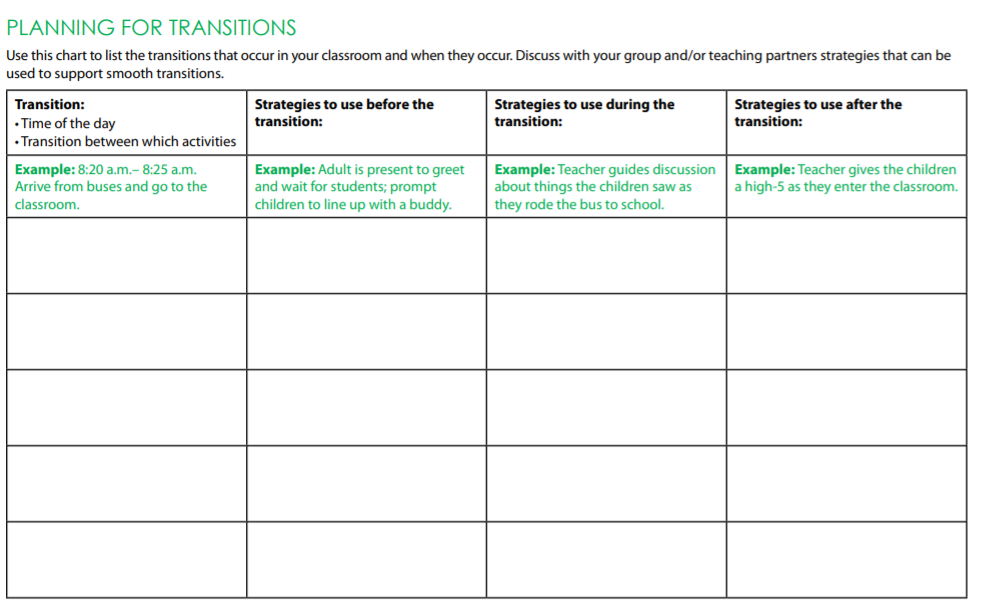 PLANNING FOR TRANSITIONS
Use this chart to list the transitions that occur in your classroom and when they occur. Discuss with your group and/or teaching partners strategies that can be
used to support smooth transitions.
Transition:
• Time of the day
• Transition between which activities
Strategies to use before the
transition:
Strategies to use during the
transition:
Strategies to use after the
transition:
Example: 8:20 a.m.– 8:25 a.m.
Arrive from buses and go to the
classroom.
Example: Adult is present to greet
and wait for students; prompt
children to line up with a buddy.
Example: Teacher guides discussion
about things the children saw as
they rode the bus to school.
Example: Teacher gives the children
a high-5 as they enter the classroom.